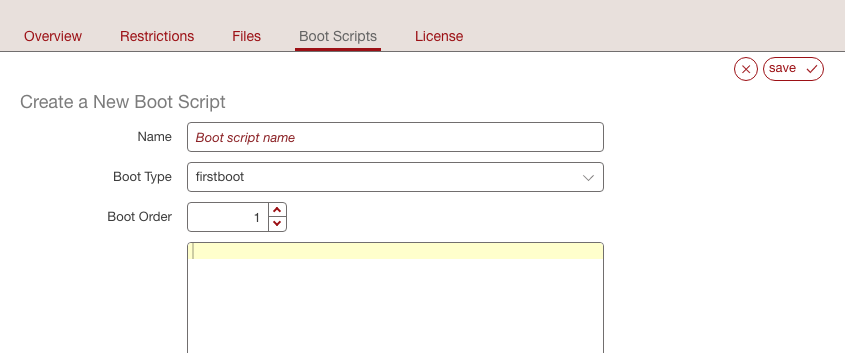 Overview Restrictions Files Boot Scripts License
save
Create a New Boot Script
Name Boot script name
Boot Type firstboot
Boot Order 1